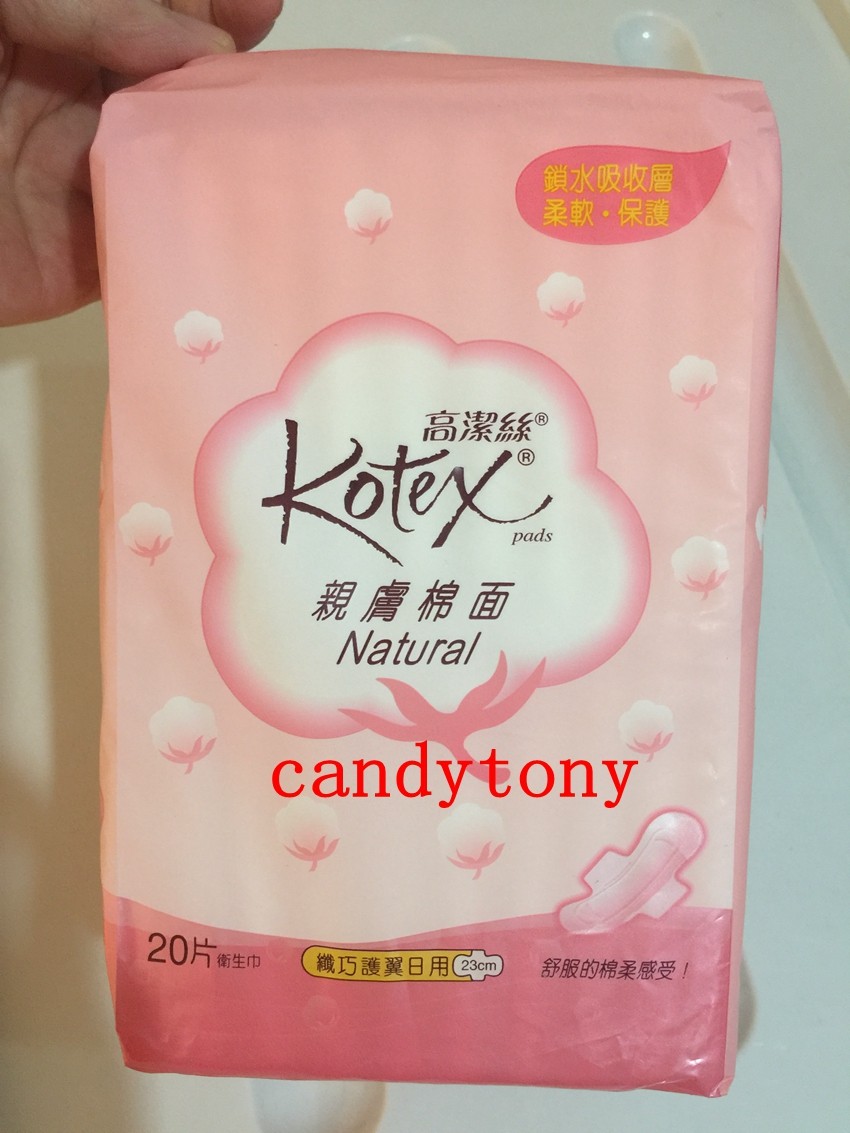 鎖水吸收層
柔軟・保護
高潔絲®
Kotex®
pads
親膚棉面
Natural
candytony
20片衛生巾
纖巧護翼日用 23cm
舒服的棉柔感受！